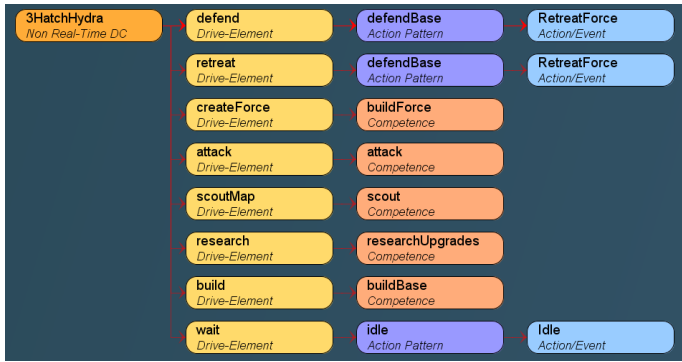 3HatchHydra
Non Real-Time DC
defend
Drive-Element
defendBase
Action Pattern
RetreatForce
Action/Event
retreat
Drive-Element
defendBase
Action Pattern
RetreatForce
Action/Event
createForce
Drive-Element
buildForce
Competence
attack
Drive-Element
attack
Competence
scoutMap
Drive-Element
scout
Competence
research
Drive-Element
researchUpgrades
Competence
build
Drive-Element
buildBase
Competence
wait
Drive-Element
idle
Action Pattern
Idle
Action/Event